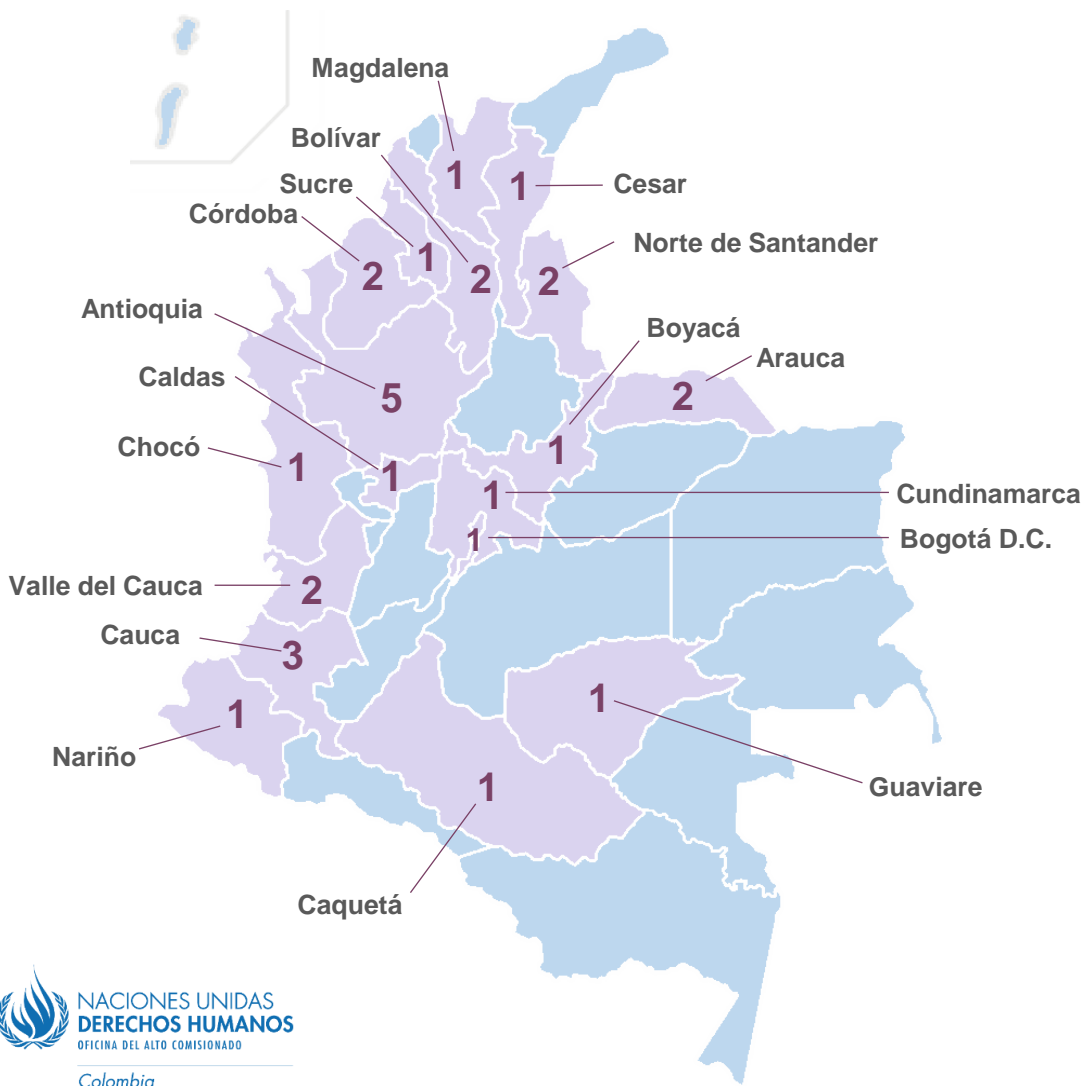 Magdalena
1
Bolívar
Sucre
1
Cesar
Córdoba
1
Norte de Santander
2
2
2
Antioquia
Boyacá
Arauca
Caldas
5
2
Chocó
1
1
1
1
Cundinamarca
1
Bogotá D.C.
Valle del Cauca
2
Cauca
3
1
1
Nariño
1
Guaviare
Caquetá
NACIONES UNIDAS
DERECHOS HUMANOS
OFICINA DEL ALTO COMISIONADO
Colombia